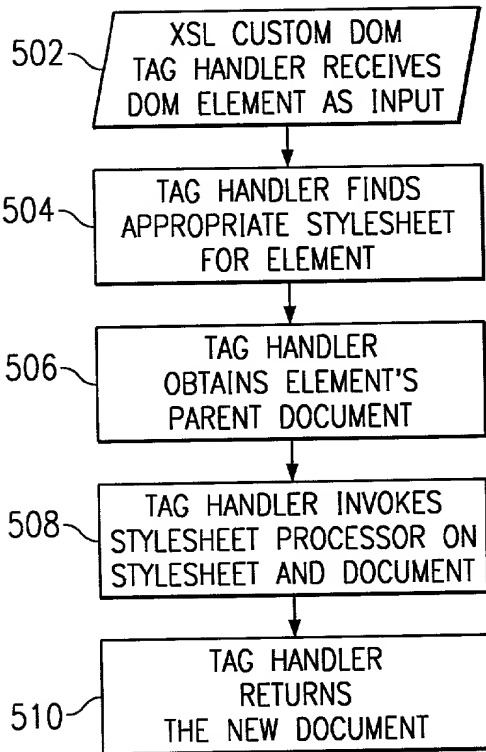 502
XSL CUSTOM DOM
TAG HANDLER RECEIVES
DOM ELEMENT AS INPUT
504
TAG HANDLER FINDS
APPROPRIATE STYLESHEET
FOR ELEMENT
506
TAG HANDLER
OBTAINS ELEMENT'S
PARENT DOCUMENT
508
TAG HANDLER INVOKES
STYLESHEET PROCESSOR ON
STYLESHEET AND DOCUMENT
510
TAG HANDLER
RETURNS
THE NEW DOCUMENT